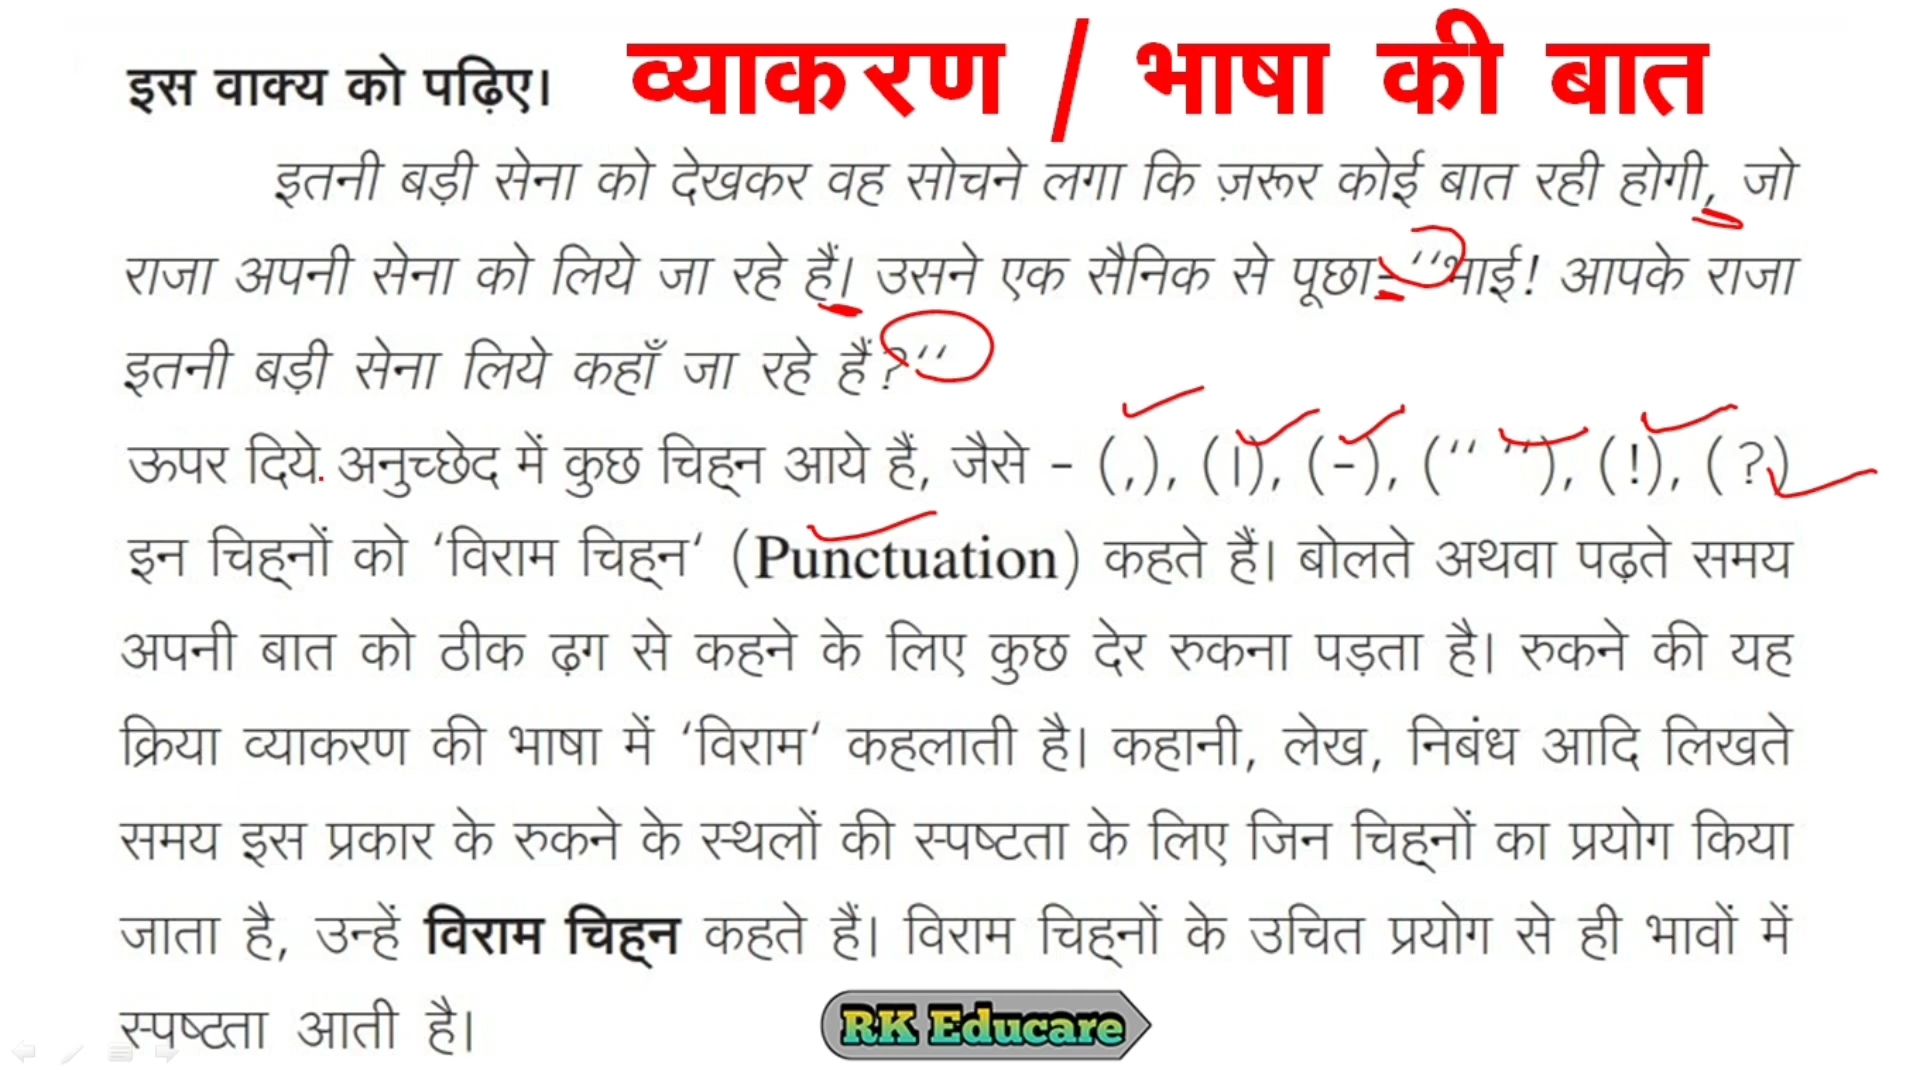 इस वाक्य को पढ़िए। व्याकरण / भाषा की बात
इतनी बड़ी सेना को देखकर वह सोचने लगा कि ज़रूर कोई बात रही होगी, जो
राजा अपनी सेना को लिये जा रहे हैं। उसने एक सैनिक से पूछा- ‘‘भाई! आपके राजा
इतनी बड़ी सेना लिये कहाँ जा रहे हैं?‘‘
ऊपर दिये अनुच्छेद में कुछ चिह्न आये हैं, जैसे - (,), (।), (-), (‘‘ ’’), (!), (?)
इन चिह्नों को ‘विराम चिह्न‘ (Punctuation) कहते हैं। बोलते अथवा पढ़ते समय
अपनी बात को ठीक ढ़ग से कहने के लिए कुछ देर रुकना पड़ता है। रुकने की यह
क्रिया व्याकरण की भाषा में ‘विराम‘ कहलाती है। कहानी, लेख, निबंध आदि लिखते
समय इस प्रकार के रुकने के स्थलों की स्पष्टता के लिए जिन चिह्नों का प्रयोग किया
जाता है, उन्हें विराम चिह्न कहते हैं। विराम चिह्नों के उचित प्रयोग से ही भावों में
स्पष्टता आती है।
RK Educare